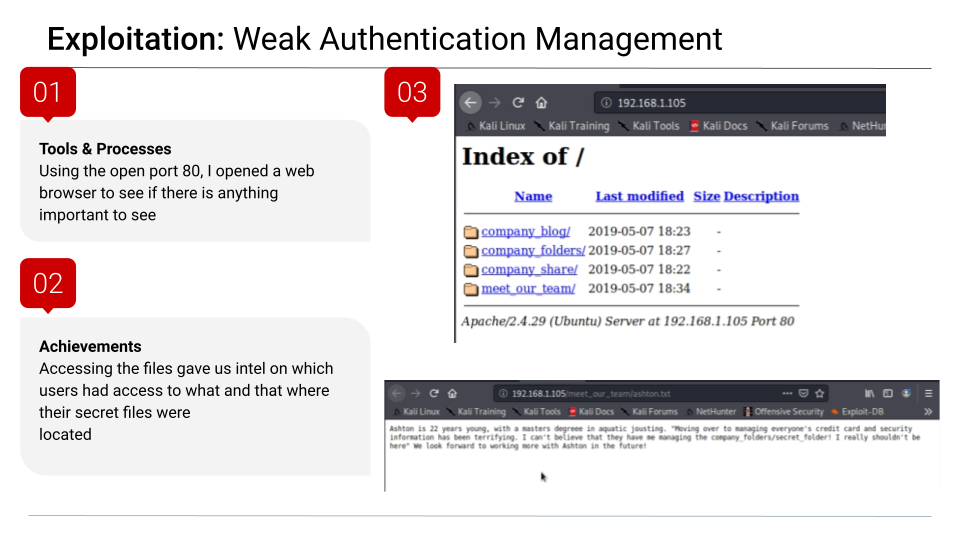 Exploitation: Weak Authentication Management
01
Tools & Processes
Using the open port 80, I opened a web
browser to see if there is anything
important to see
02
Achievements
Accessing the files gave us intel on which
users had access to what and that where
their secret files were
located
03
192.168.1.105
Kali Linux Kali Training Kali Tools Kali Docs Kali Forums NetHun
Index of /
Name Last modified Size Description
company_blog/ 2019-05-07 18:23 -
company_folders/ 2019-05-07 18:27 -
company_share/ 2019-05-07 18:22 -
meet_our_team/ 2019-05-07 18:34 -
Apache/2.4.29 (Ubuntu) Server at 192.168.1.105 Port 80
192.168.1.105/meet_our_team/ashton.txt
Kali Linux Kali Training Kali Tools Kali Docs Kali Forums NetHunter Offensive Security Exploit-DB
Ashton is 22 years young, with a masters degreee in aquatic jousting. "Moving over to managing everyone's credit card and security
information has been terrifying. I can't believe that they have me managing the company_folders/secret_folder! I really shouldn't be
here" We look forward to working more with Ashton in the future!